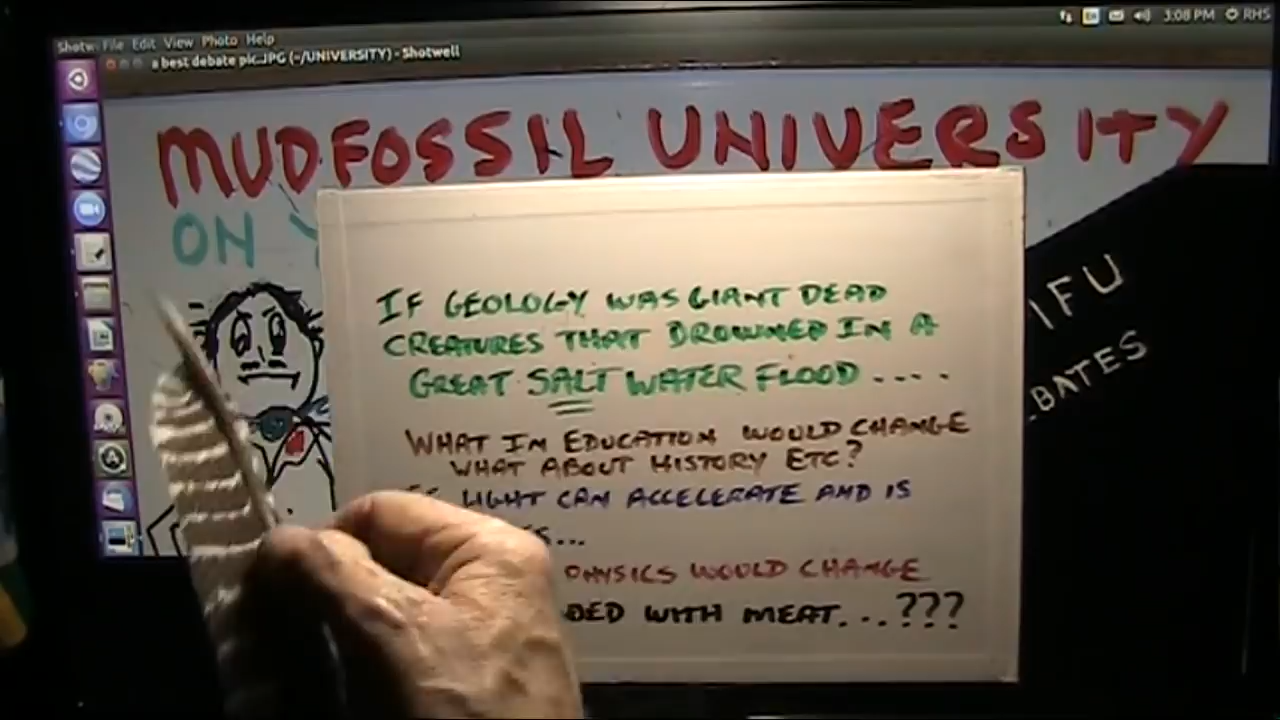 3:08 PM RHS
Shotw File Edit View Photo Help
a best debate pic.JPG (~/UNIVERSITY) - Shotwell
MUDFOSSIL UNIVERSITY
ON Y
IF GEOLOGY WAS GIANT DEAD
CREATURES THAT DROWNED IN A
GREAT SALT WATER FLOOD....
WHAT IN EDUCATION WOULD CHANGE
WHAT ABOUT HISTORY ETC?
LIGHT CAN ACCELERATE AND IS
PHYSICS WOULD CHANGE
DED WITH MEAT...???
IFU
BATES